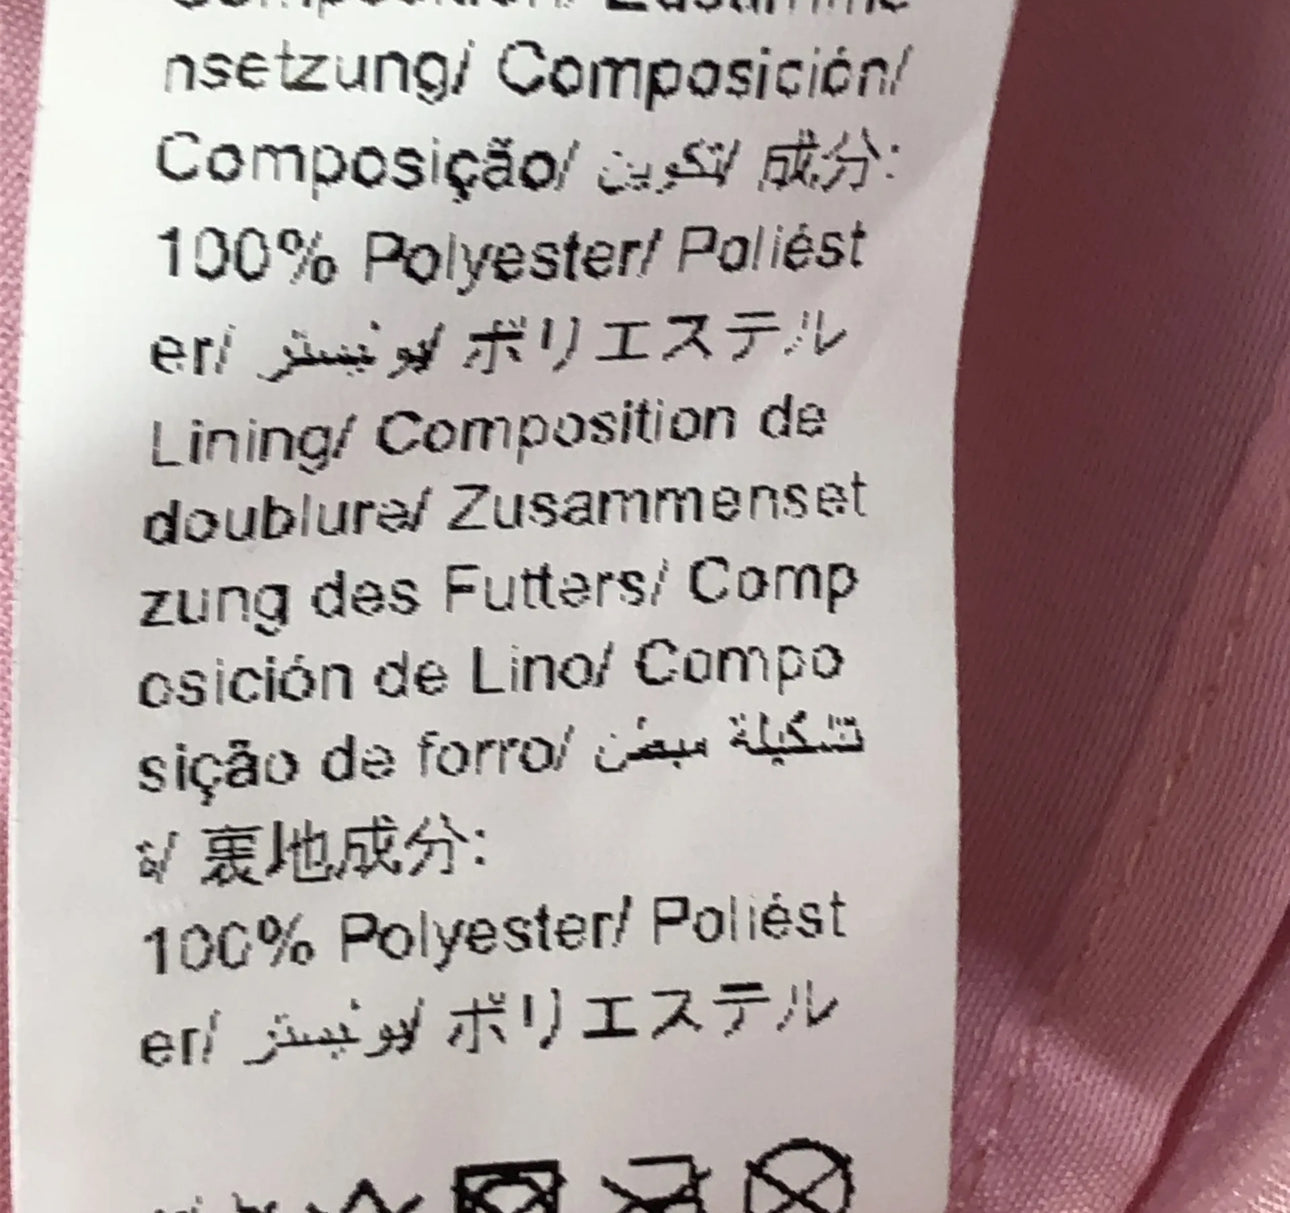 Composition/ Zusamme
nsetzung/ Composición/
Composição/ تكوين/ 成分:
100% Polyester/ Poliést
er/ بوليستر/ ポリエステル
Lining/ Composition de
doublure/ Zusammenset
zung des Futters/ Comp
osición de Lino/ Compo
sição de forro/ تشكيلة مبطن
ة/ 裏地成分:
100% Polyester/ Poliést
er/ بوليستر/ ポリエステル